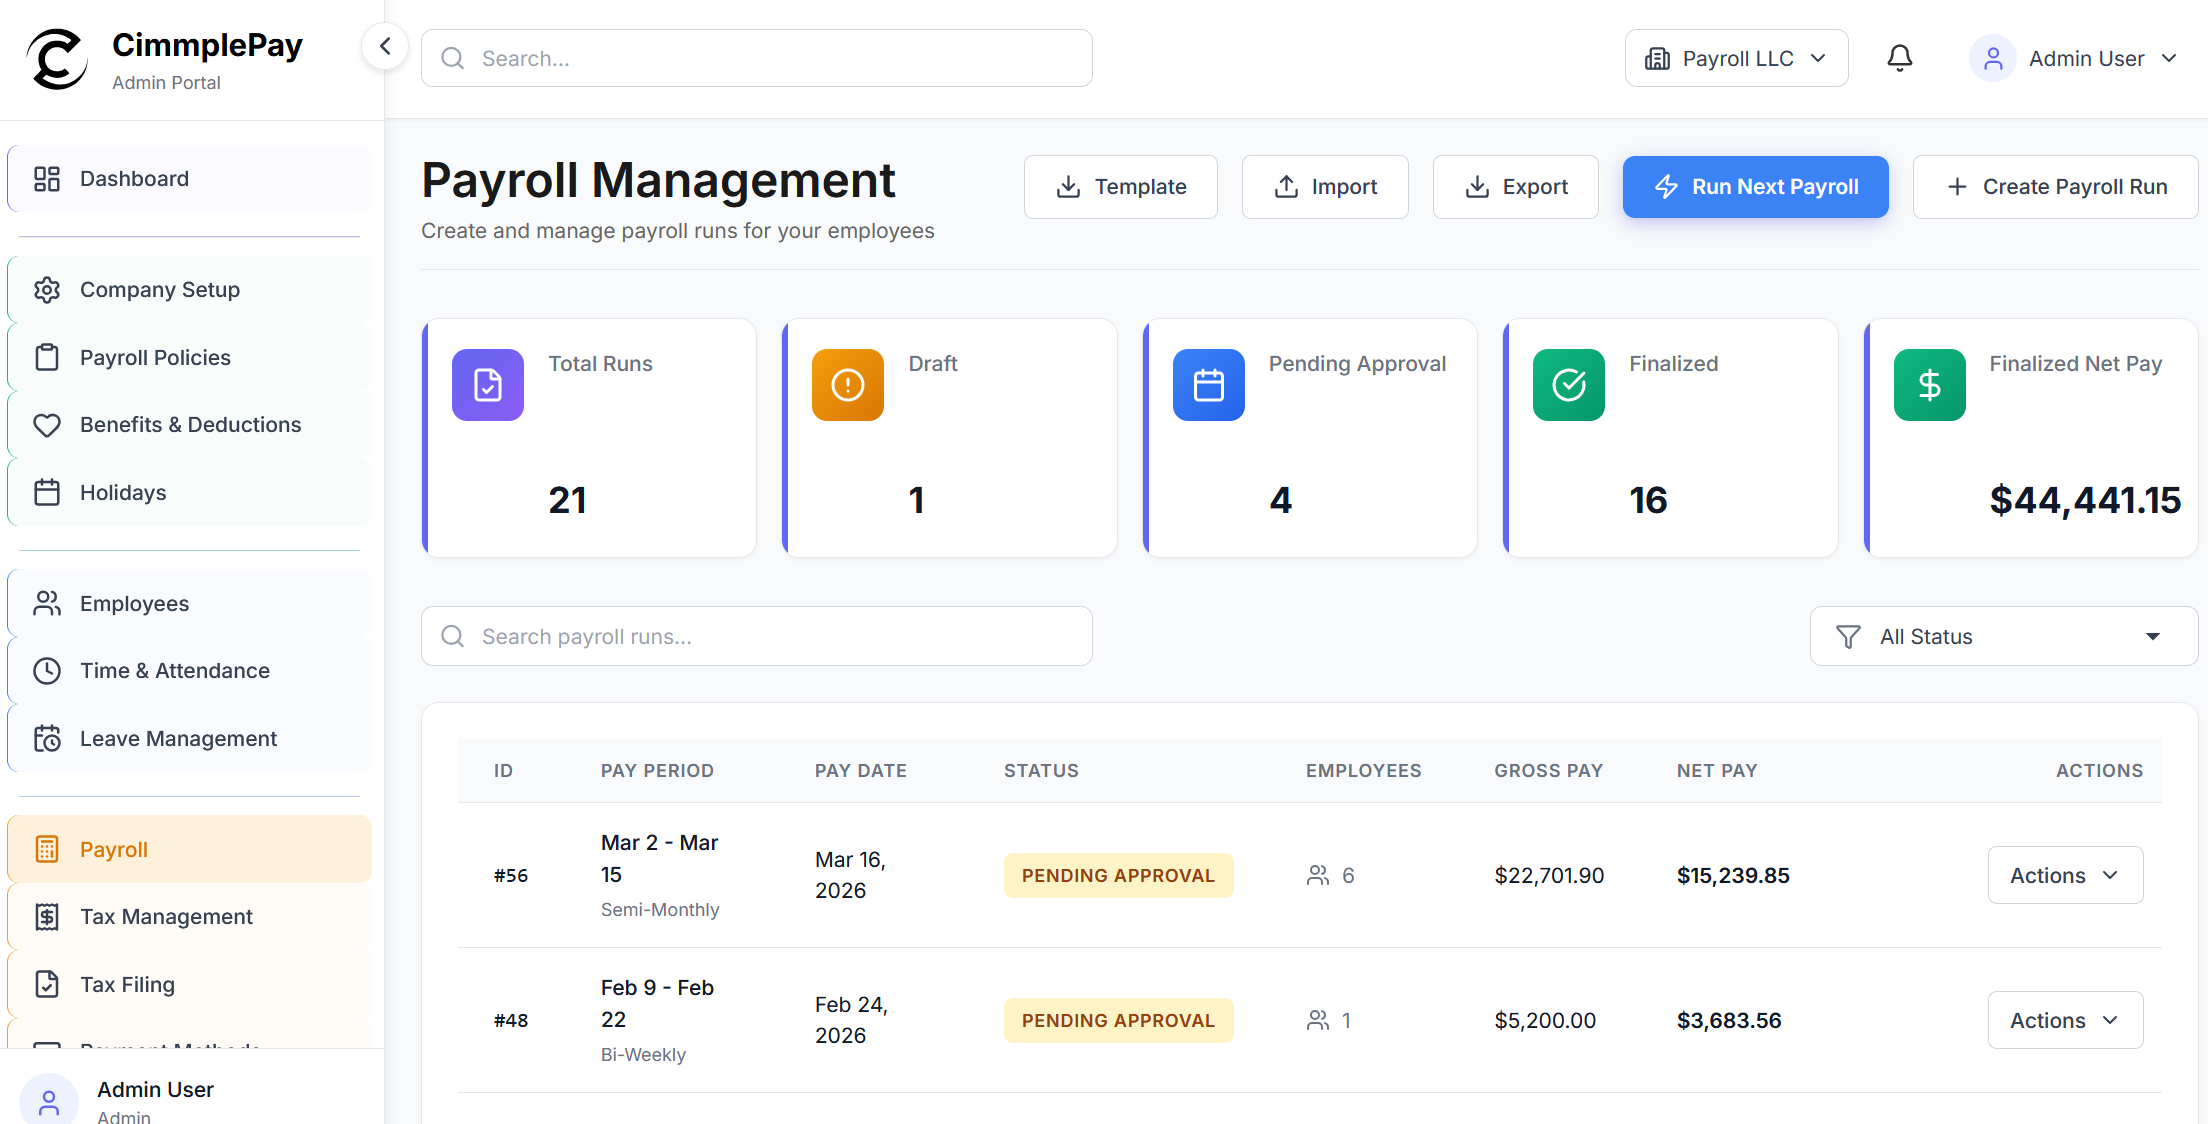 CimmplePay
Admin Portal
Search...
Payroll LLC
Admin User
Dashboard
Company Setup
Payroll Policies
Benefits & Deductions
Holidays
Employees
Time & Attendance
Leave Management
Payroll
Tax Management
Tax Filing
Payment Methods
Admin User
Admin
Payroll Management
Create and manage payroll runs for your employees
Template
Import
Export
Run Next Payroll
Create Payroll Run
Total Runs
21
Draft
1
Pending Approval
4
Finalized
16
Finalized Net Pay
$44,441.15
Search payroll runs...
All Status
ID PAY PERIOD PAY DATE STATUS EMPLOYEES GROSS PAY NET PAY ACTIONS
#56
Mar 2 - Mar
15
Semi-Monthly
Mar 16,
2026
PENDING APPROVAL
6
$22,701.90
$15,239.85
Actions
#48
Feb 9 - Feb
22
Bi-Weekly
Feb 24,
2026
PENDING APPROVAL
1
$5,200.00
$3,683.56
Actions